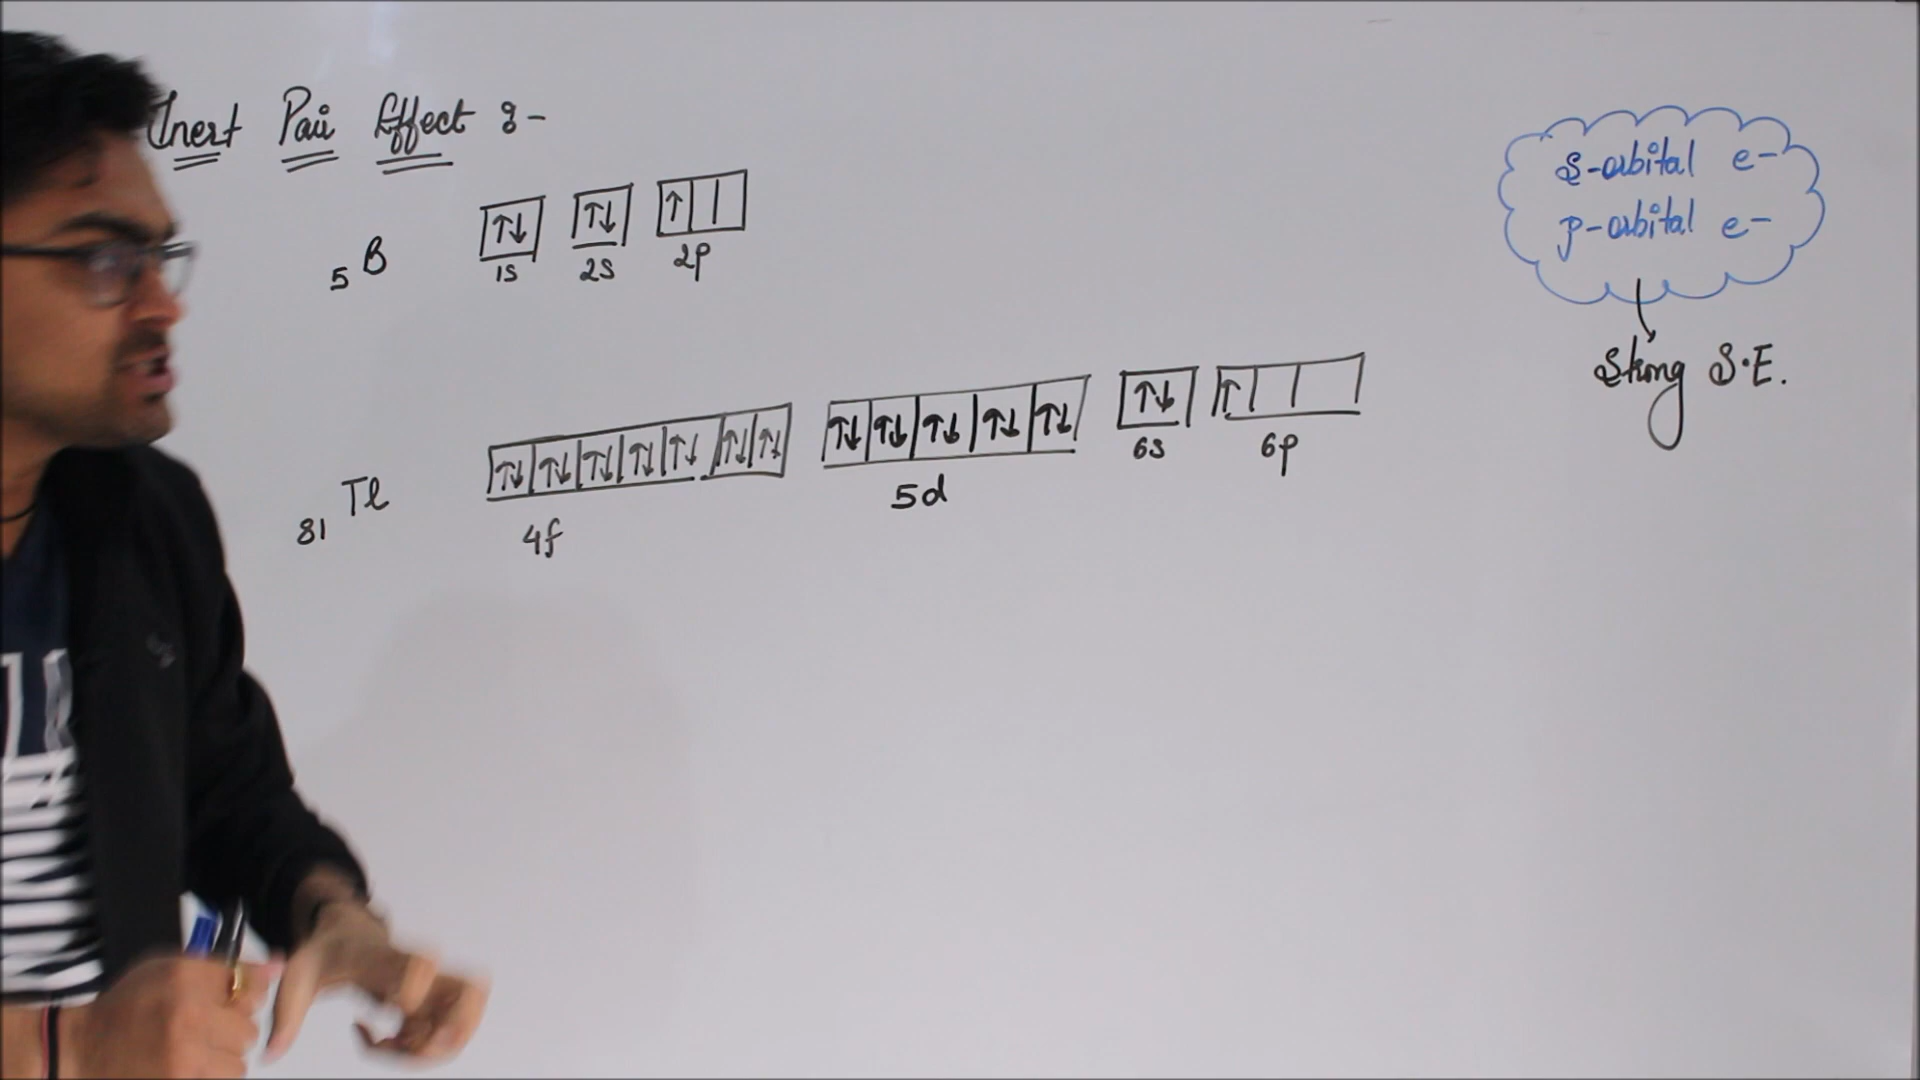 Inert Pair Effect :-
5 B
↑↓ ↑↓ ↑
1s 2s 2p
s-orbital e-
p-orbital e-
Strong S.E.
81 Tl
↑↓ ↑↓ ↑↓ ↑↓ ↑↓ ↑↓ ↑↓ ↑↓ ↑↓ ↑↓ ↑↓ ↑↓ ↑↓ ↑
4f 5d 6s 6p